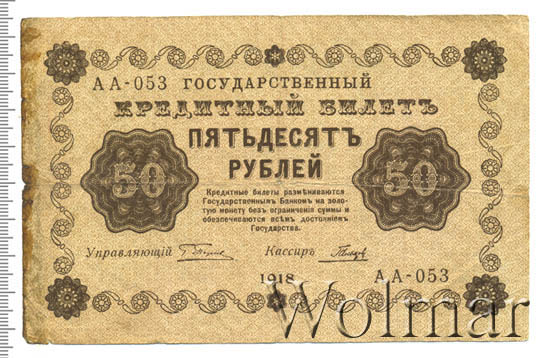 АА-053 ГОСУДАРСТВЕННЫЙ
КРЕДИТНЫЙ БИЛЕТЪ
ПЯТЬДЕСЯТЪ
РУБЛЕЙ
50
50
Кредитные билеты размѣниваются
Государственнымъ Банкомъ на золо-
тую монету безъ ограниченія суммы и
обезпечиваются всѣмъ достояніемъ
Государства.
Управляющій
Кассиръ
1918
АА-053
Wolmar